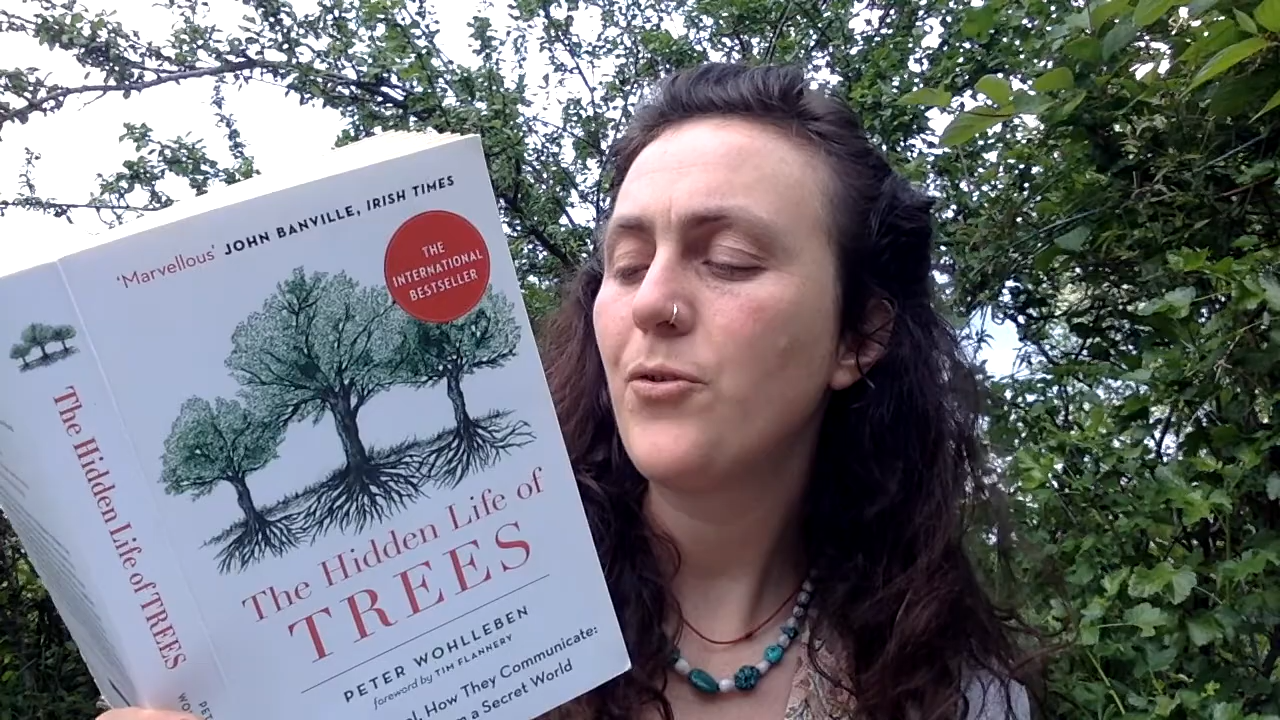 'Marvellous' JOHN BANVILLE, IRISH TIMES
THE
INTERNATIONAL
BESTSELLER
The Hidden Life of
TREES
PETER WOHLLEBEN
foreword by TIM FLANNERY
How They Communicate:
a Secret World
The Hidden Life of TREES